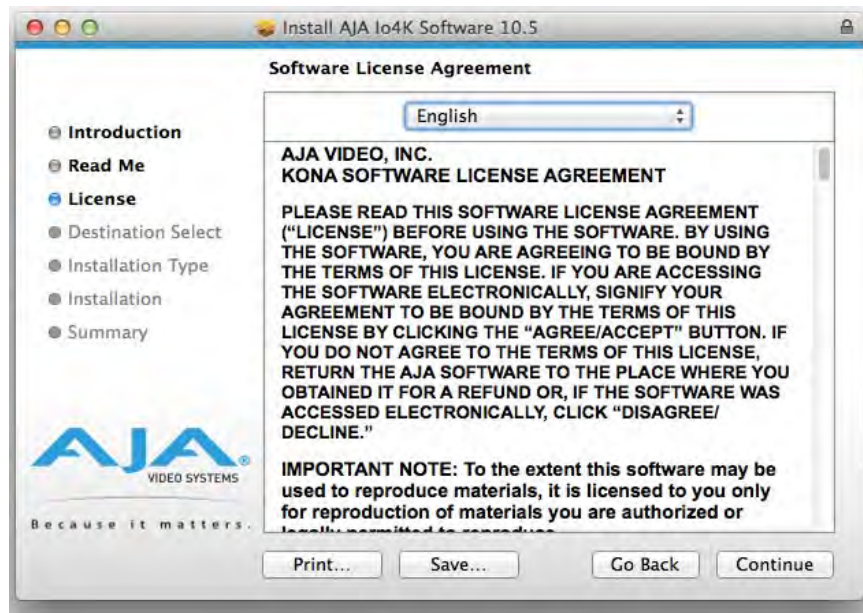 Install AJA Io4K Software 10.5
Software License Agreement
Introduction
Read Me
License
Destination Select
Installation Type
Installation
Summary
AJA®
VIDEO SYSTEMS
Because it matters.
English
AJA VIDEO, INC.
KONA SOFTWARE LICENSE AGREEMENT
PLEASE READ THIS SOFTWARE LICENSE AGREEMENT
(“LICENSE”) BEFORE USING THE SOFTWARE. BY USING
THE SOFTWARE, YOU ARE AGREEING TO BE BOUND BY
THE TERMS OF THIS LICENSE. IF YOU ARE ACCESSING
THE SOFTWARE ELECTRONICALLY, SIGNIFY YOUR
AGREEMENT TO BE BOUND BY THE TERMS OF THIS
LICENSE BY CLICKING THE “AGREE/ACCEPT” BUTTON. IF
YOU DO NOT AGREE TO THE TERMS OF THIS LICENSE,
RETURN THE AJA SOFTWARE TO THE PLACE WHERE YOU
OBTAINED IT FOR A REFUND OR, IF THE SOFTWARE WAS
ACCESSED ELECTRONICALLY, CLICK “DISAGREE/
DECLINE.”
IMPORTANT NOTE: To the extent this software may be
used to reproduce materials, it is licensed to you only
for reproduction of materials you are authorized or
legally permitted to reproduce
Print...
Save...
Go Back
Continue